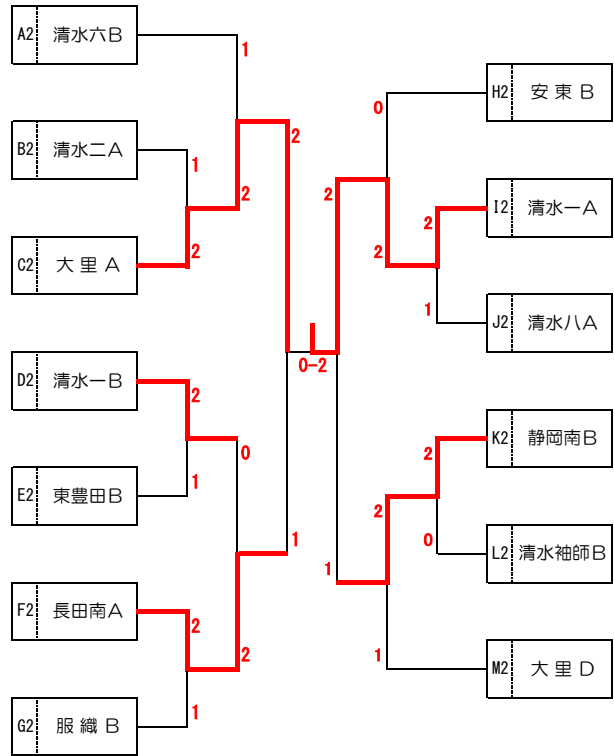 A2 清水六B
1
B2 清水二A
1
2
2
C2 大里A
2
D2 清水一B
2
0
E2 東豊田B
1
1
F2 長田南A
2
2
G2 服織B
1
0-2
H2 安東B
0
2
I2 清水一A
2
2
J2 清水八A
1
K2 静岡南B
2
2
L2 清水袖師B
0
1
M2 大里D
1